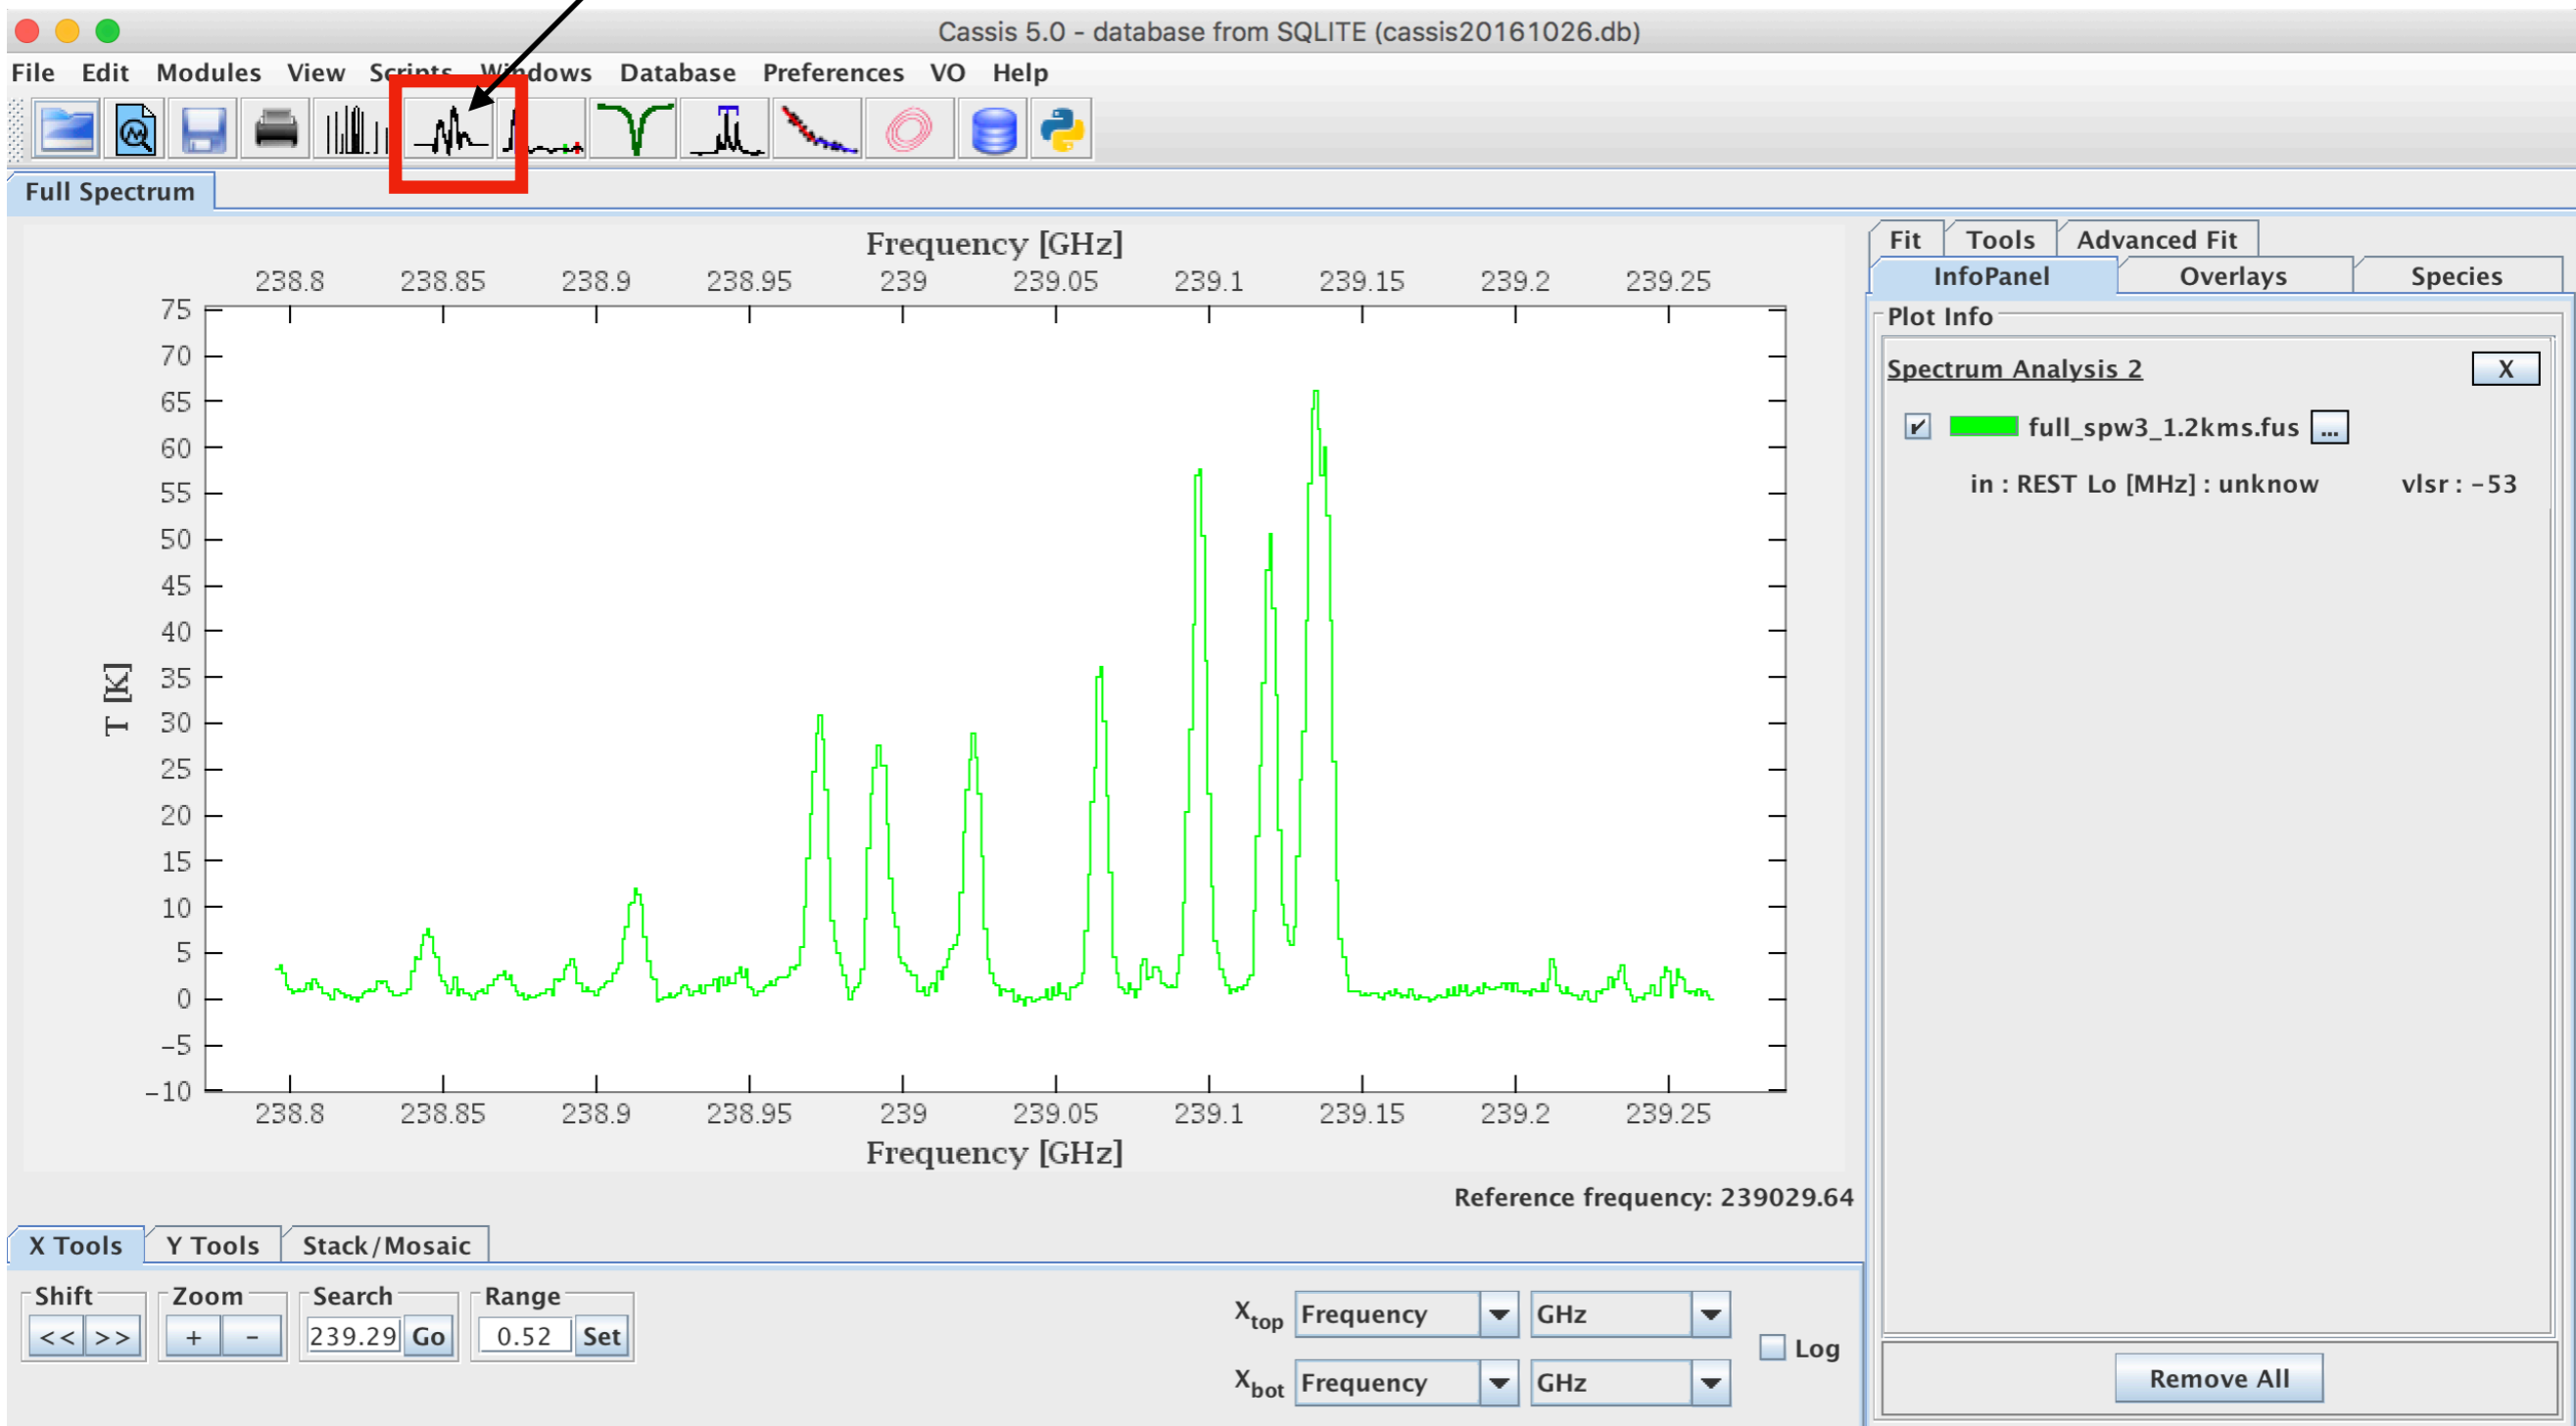 Cassis 5.0 - database from SQLITE (cassis20161026.db)
File Edit Modules View Scripts Windows Database Preferences VO Help
Full Spectrum
Frequency [GHz]
238.8 238.85 238.9 238.95 239 239.05 239.1 239.15 239.2 239.25
75
70
65
60
55
50
45
40
35
30
25
20
15
10
5
0
-5
-10
T [K]
238.8 238.85 238.9 238.95 239 239.05 239.1 239.15 239.2 239.25
Frequency [GHz]
Reference frequency: 239029.64
Fit Tools Advanced Fit
InfoPanel Overlays Species
Plot Info
Spectrum Analysis 2 X
full_spw3_1.2kms.fus ...
in : REST Lo [MHz] : unknow vlsr : -53
Remove All
X Tools Y Tools Stack/Mosaic
Shift Zoom Search Range
<< >> + - 239.29 Go 0.52 Set
Xtop Frequency GHz
Log
Xbot Frequency GHz